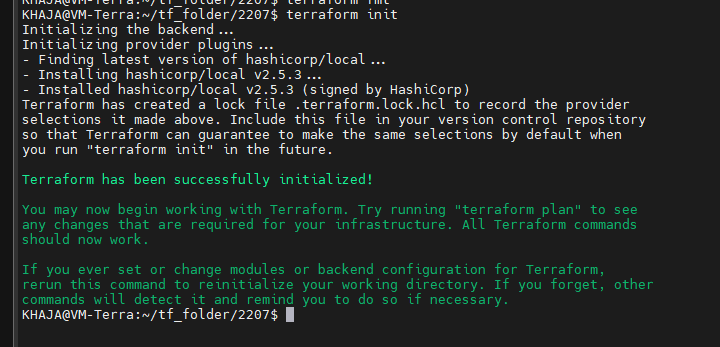 KHAJA@VM-Terra:~/tf_folder/2207$ terraform fmt
KHAJA@VM-Terra:~/tf_folder/2207$ terraform init
Initializing the backend...
Initializing provider plugins...
- Finding latest version of hashicorp/local...
- Installing hashicorp/local v2.5.3...
- Installed hashicorp/local v2.5.3 (signed by HashiCorp)
Terraform has created a lock file .terraform.lock.hcl to record the provider
selections it made above. Include this file in your version control repository
so that Terraform can guarantee to make the same selections by default when
you run "terraform init" in the future.
Terraform has been successfully initialized!
You may now begin working with Terraform. Try running "terraform plan" to see
any changes that are required for your infrastructure. All Terraform commands
should now work.
If you ever set or change modules or backend configuration for Terraform,
rerun this command to reinitialize your working directory. If you forget, other
commands will detect it and remind you to do so if necessary.
KHAJA@VM-Terra:~/tf_folder/2207$